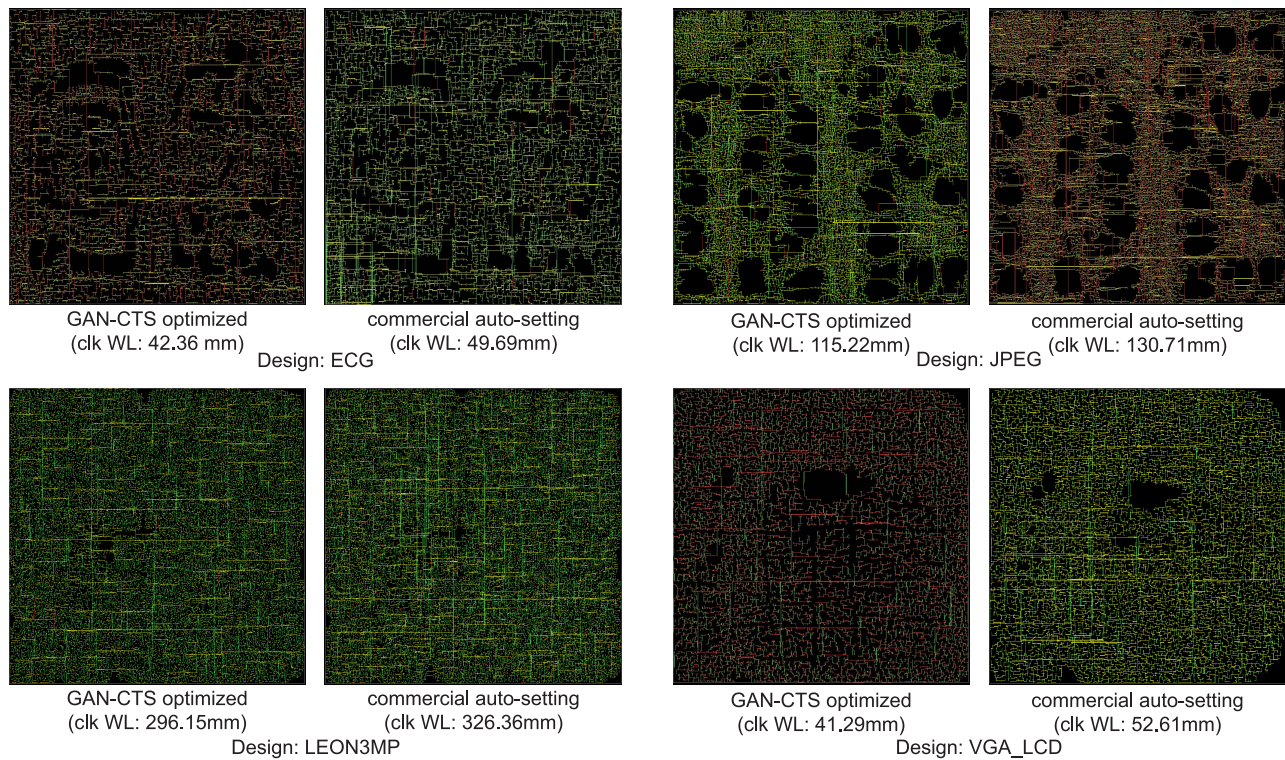 GAN-CTS optimized
(clk WL: 42.36 mm)
commercial auto-setting
(clk WL: 49.69mm)
Design: ECG
GAN-CTS optimized
(clk WL: 115.22mm)
commercial auto-setting
(clk WL: 130.71mm)
Design: JPEG
GAN-CTS optimized
(clk WL: 296.15mm)
commercial auto-setting
(clk WL: 326.36mm)
Design: LEON3MP
GAN-CTS optimized
(clk WL: 41.29mm)
commercial auto-setting
(clk WL: 52.61mm)
Design: VGA_LCD